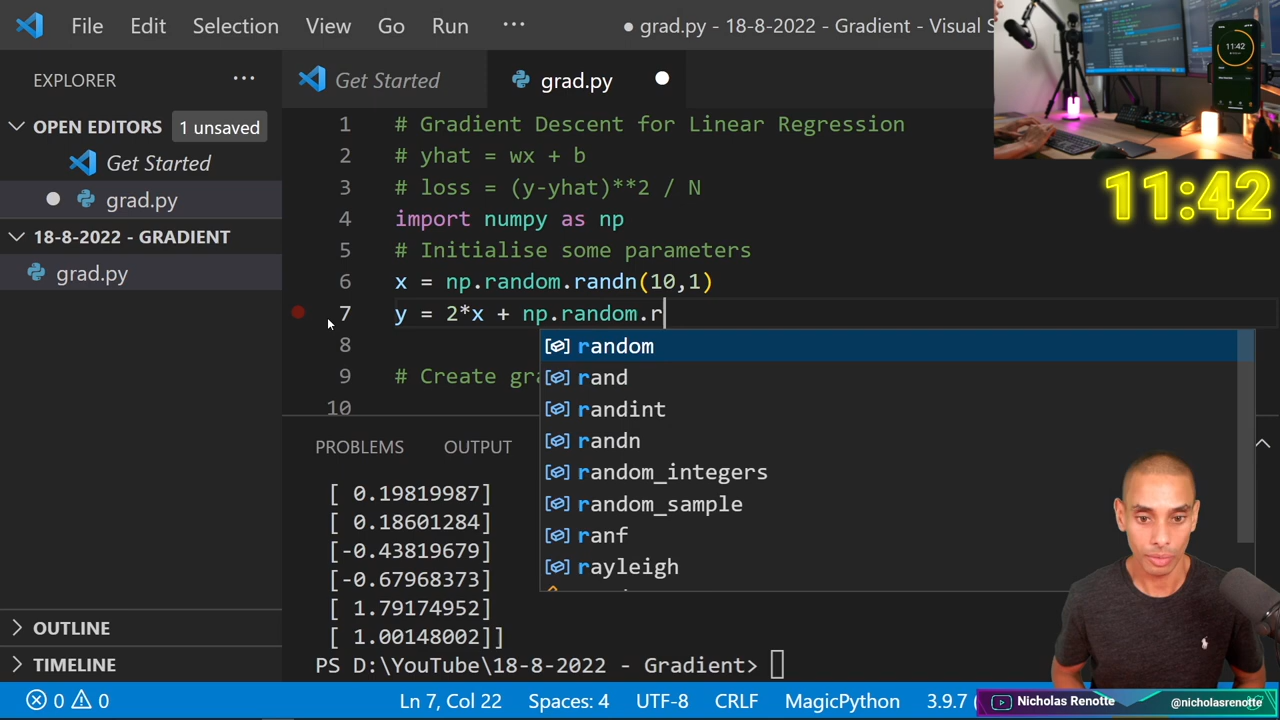 File Edit Selection View Go Run ··· ● grad.py - 18-8-2022 - Gradient - Visual S
EXPLORER ···
Get Started
grad.py ●
OPEN EDITORS 1 unsaved
Get Started
● grad.py
18-8-2022 - GRADIENT
grad.py
1 # Gradient Descent for Linear Regression
2 # yhat = wx + b
3 # loss = (y-yhat)**2 / N
4 import numpy as np
5 # Initialise some parameters
6 x = np.random.randn(10,1)
7 y = 2*x + np.random.r
8
9 # Create gra
10
random
rand
randint
randn
random_integers
random_sample
ranf
rayleigh
PROBLEMS OUTPUT
[ 0.19819987]
[ 0.18601284]
[-0.43819679]
[-0.67968373]
[ 1.79174952]
[ 1.00148002]]
PS D:\YouTube\18-8-2022 - Gradient>
OUTLINE
TIMELINE
0 0 Ln 7, Col 22 Spaces: 4 UTF-8 CRLF MagicPython 3.9.7 (
11:42
11:42
Nicholas Renotte @nicholasrenotte